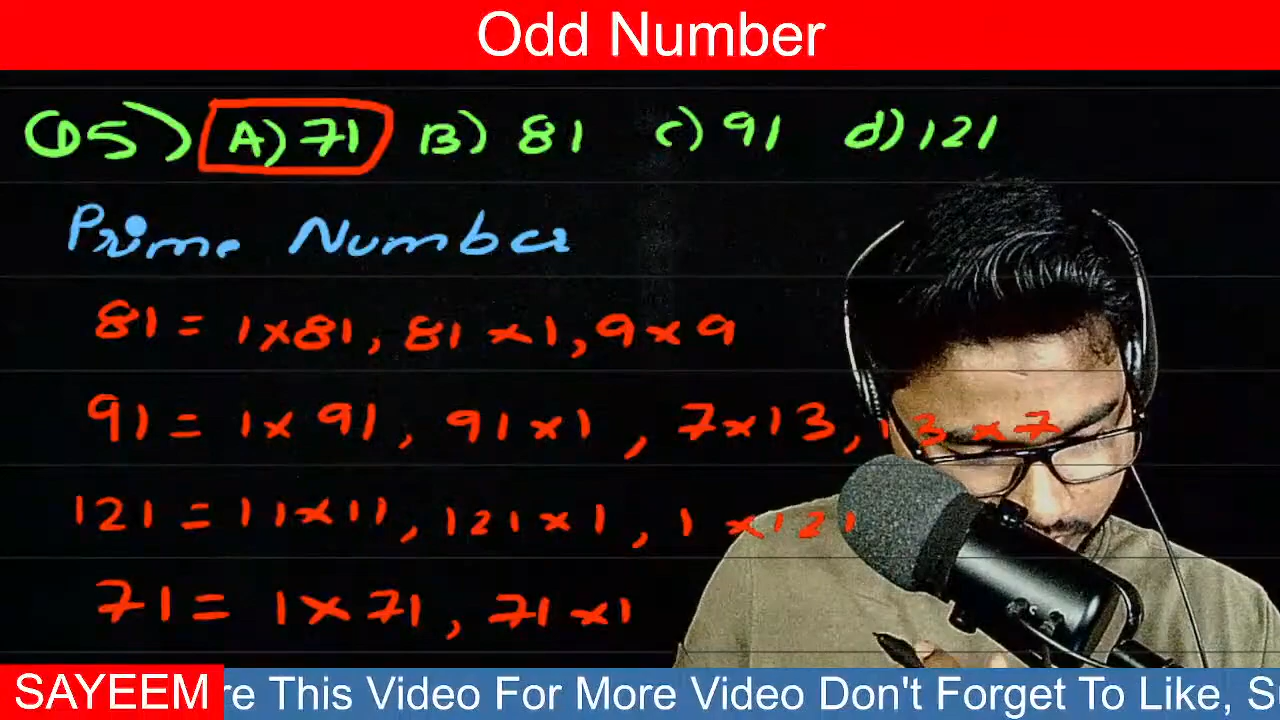 Odd Number
Q5) A) 71 B) 81 c) 91 d) 121
Prime Number
81 = 1×81, 81×1, 9×9
91 = 1×91, 91×1, 7×13, 13×7
121 = 11×11, 121×1, 1×121
71 = 1×71, 71×1
SAYEEM re This Video For More Video Don't Forget To Like, S